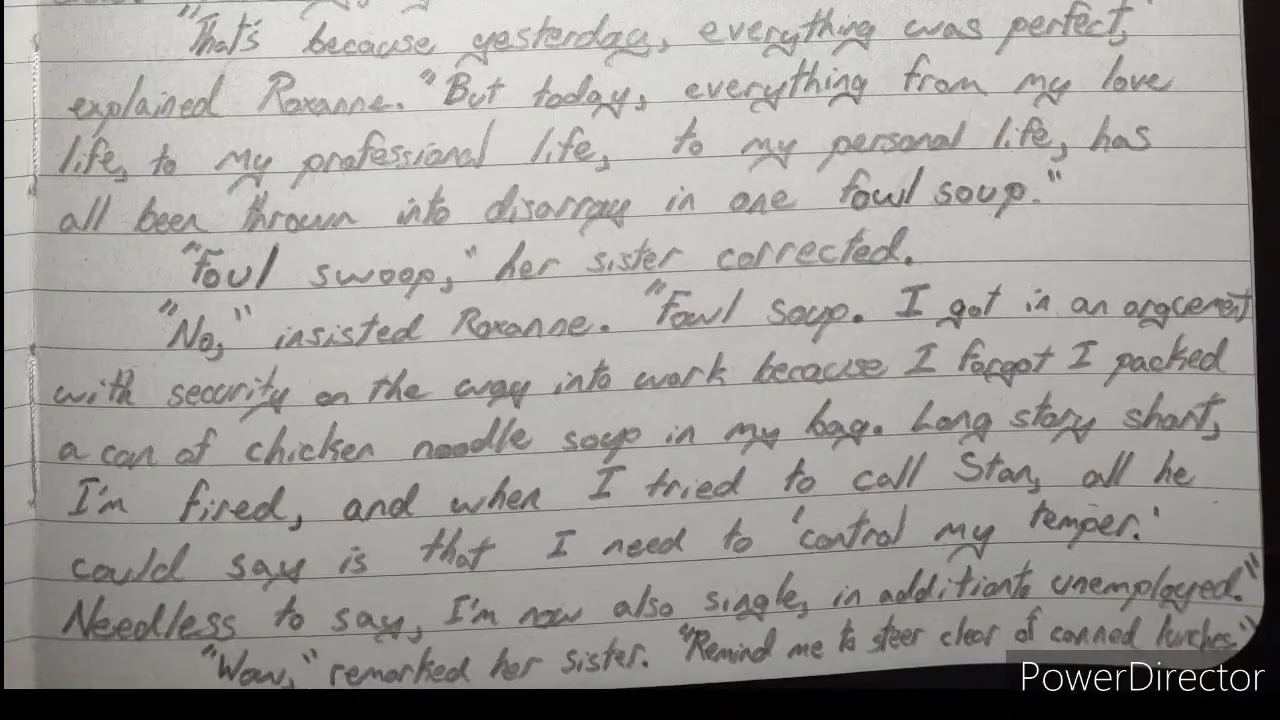 "That's because yesterday, everything was perfect,"
explained Roxanne. "But today, everything from my love
life, to my professional life, to my personal life, has
all been thrown into disarray in one fowl soup."
"Foul swoop," her sister corrected.
"No," insisted Roxanne. "Fowl soup. I got in an argument
with security on the way into work because I forgot I packed
a can of chicken noodle soup in my bag. Long story short,
I'm fired, and when I tried to call Stan, all he
could say is that I need to 'control my temper.'
Needless to say, I'm now also single, in addition to unemployed."
"Wow," remarked her sister. "Remind me to steer clear of canned lunches."
PowerDirector